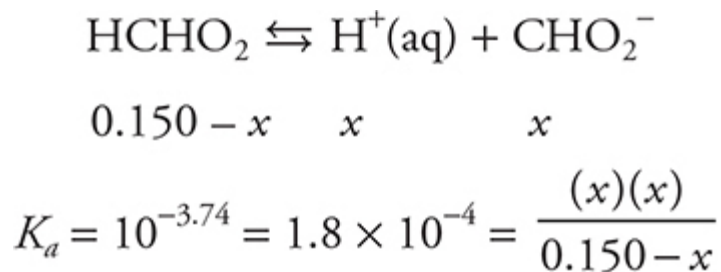 HCHO₂ ⇆ H⁺(aq) + CHO₂⁻
0.150 – x x x
Kₐ = 10⁻³·⁷⁴ = 1.8 × 10⁻⁴ = (x)(x) / 0.150 – x